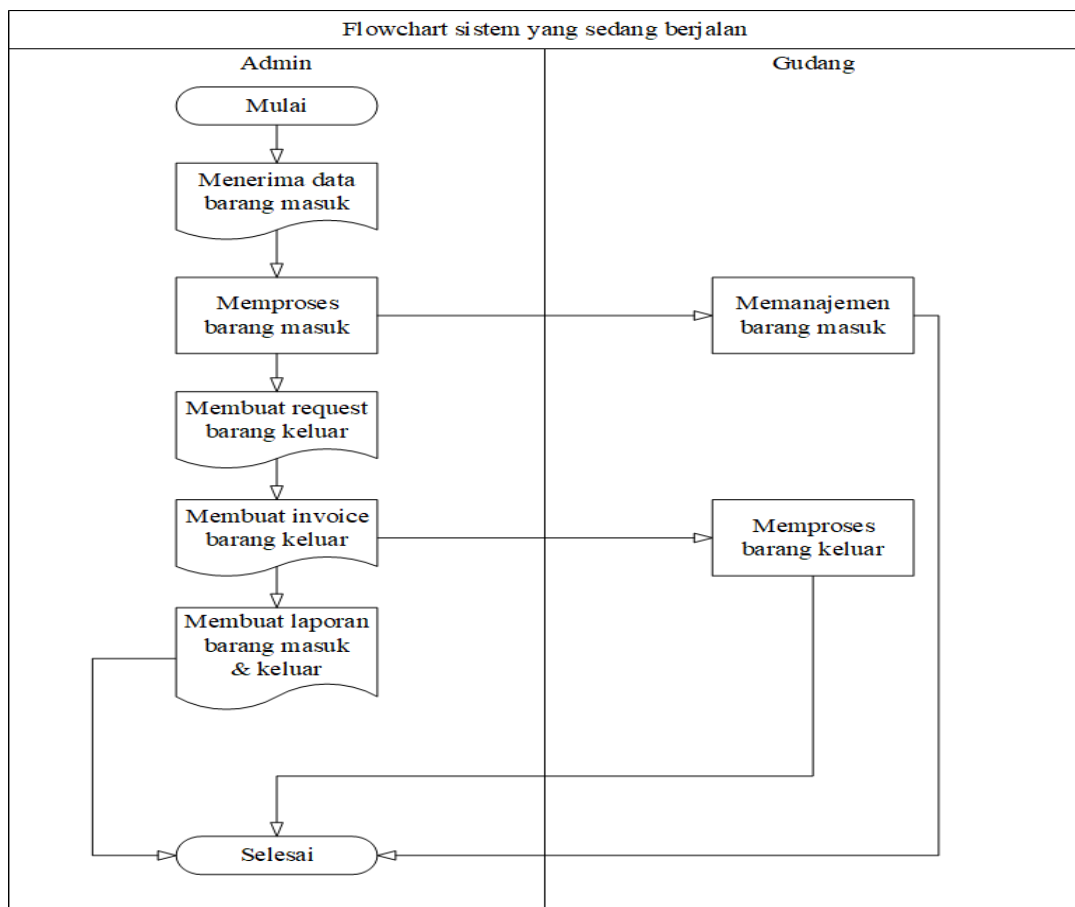 Flowchart sistem yang sedang berjalan
Admin
Gudang
Mulai
Menerima data
barang masuk
Memproses
barang masuk
Memanajemen
barang masuk
Membuat request
barang keluar
Membuat invoice
barang keluar
Memproses
barang keluar
Membuat laporan
barang masuk
& keluar
Selesai